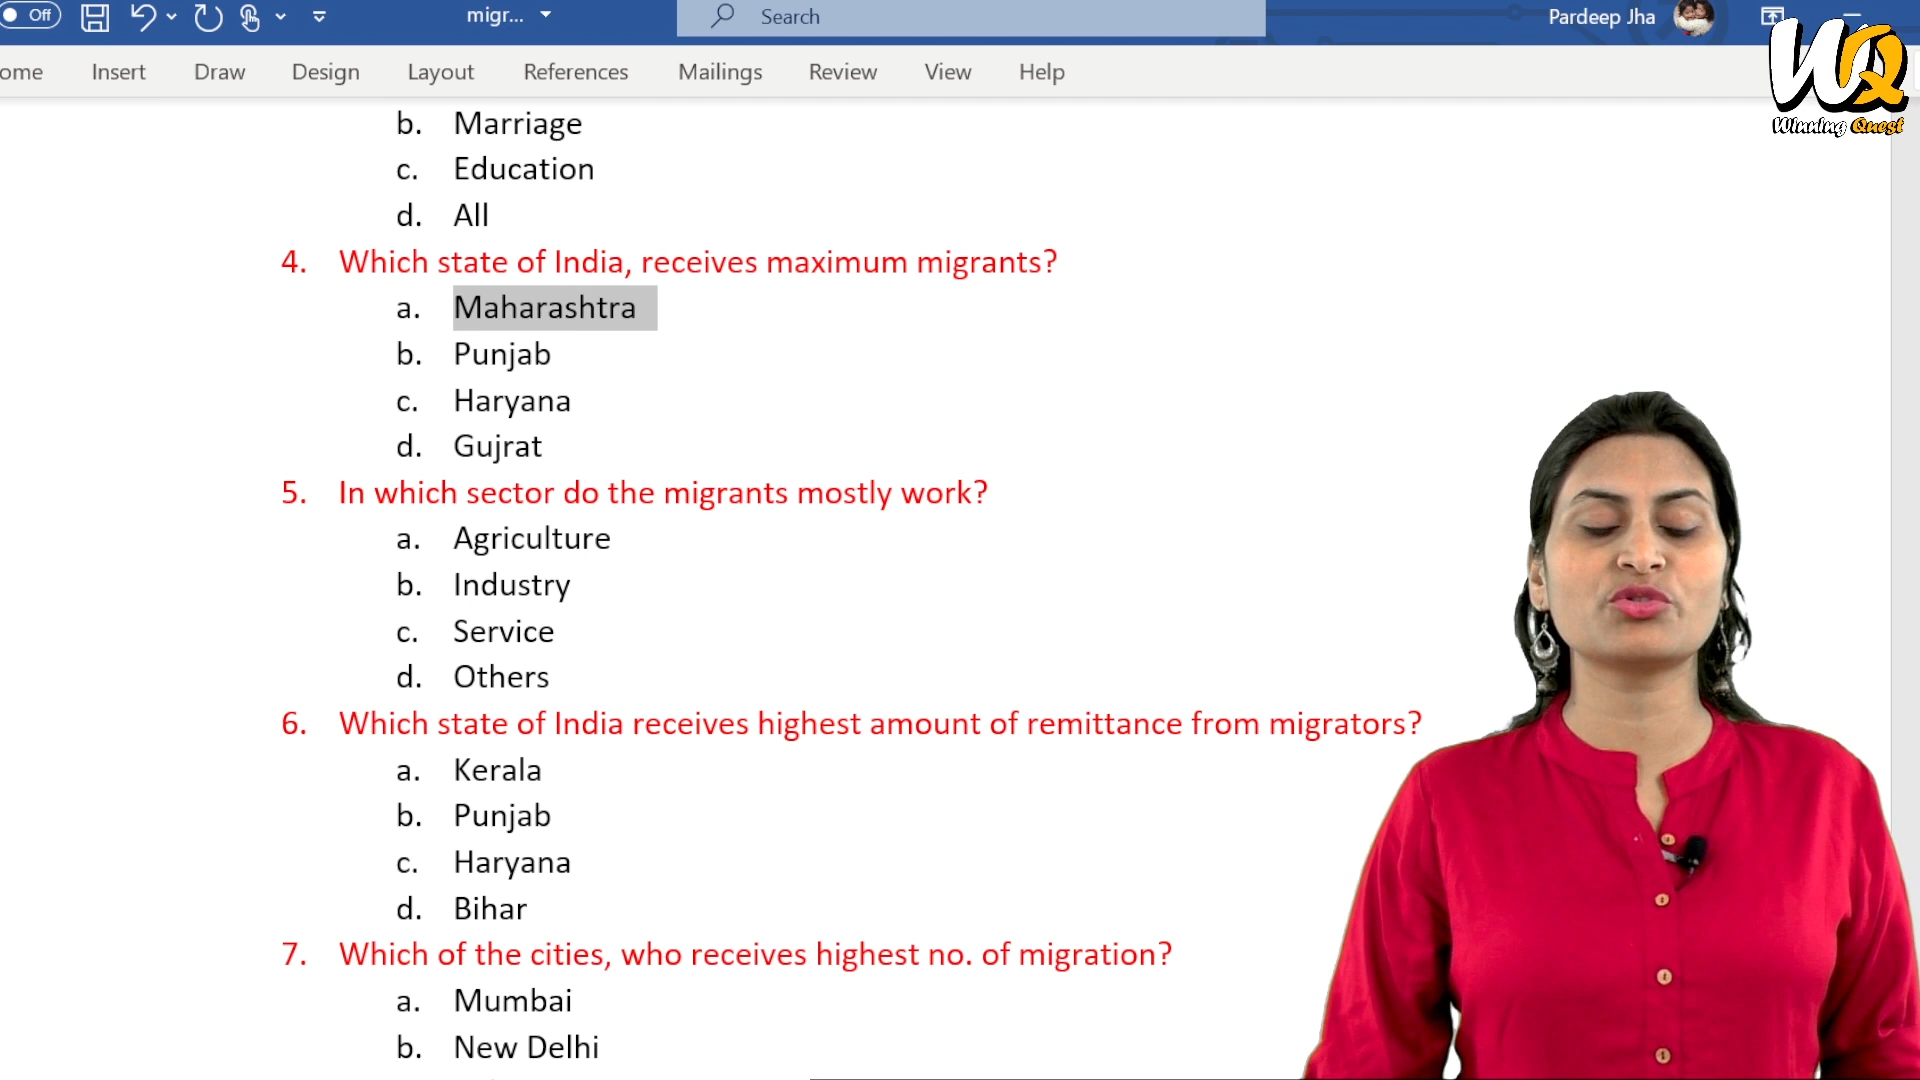 Off
migr...
Search
Pardeep Jha
ome Insert Draw Design Layout References Mailings Review View Help
WQ
Winning Quest
b. Marriage
c. Education
d. All
4. Which state of India, receives maximum migrants?
a. Maharashtra
b. Punjab
c. Haryana
d. Gujrat
5. In which sector do the migrants mostly work?
a. Agriculture
b. Industry
c. Service
d. Others
6. Which state of India receives highest amount of remittance from migrators?
a. Kerala
b. Punjab
c. Haryana
d. Bihar
7. Which of the cities, who receives highest no. of migration?
a. Mumbai
b. New Delhi